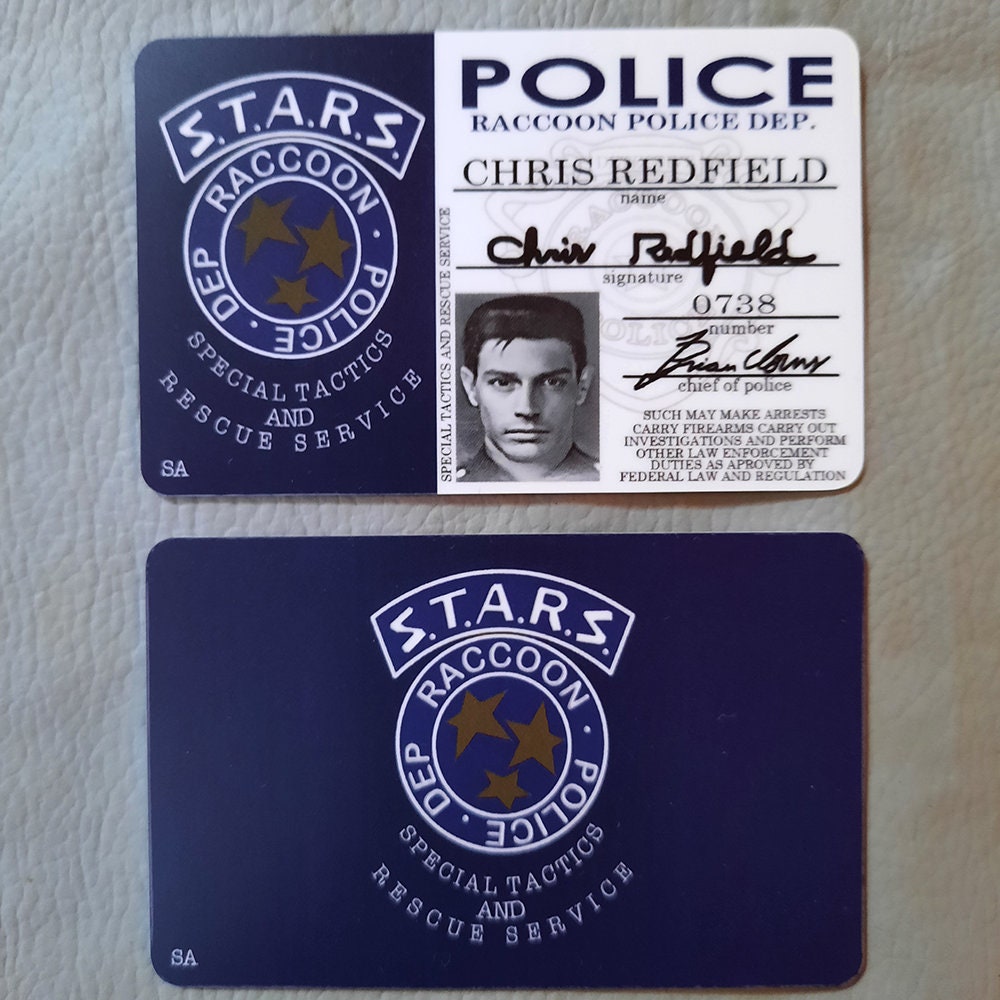 S.T.A.R.S.
RACCOON · POLICE · DEP
SPECIAL TACTICS
AND
RESCUE SERVICE
SA
SPECIAL TACTICS AND RESCUE SERVICE
POLICE
RACCOON POLICE DEP.
CHRIS REDFIELD
name
Chris Redfield
signature
0738
number
chief of police
SUCH MAY MAKE ARRESTS
CARRY FIREARMS CARRY OUT
INVESTIGATIONS AND PERFORM
OTHER LAW ENFORCEMENT
DUTIES AS APROVED BY
FEDERAL LAW AND REGULATION
RACCOON
POLICE
S.T.A.R.S.
RACCOON · POLICE · DEP
SPECIAL TACTICS
AND
RESCUE SERVICE
SA